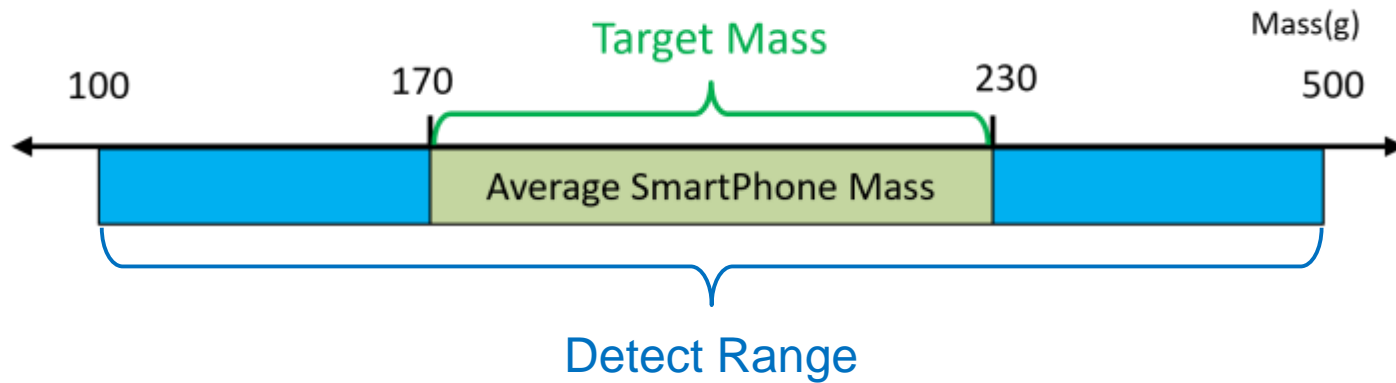 Target Mass
Mass(g)
100
170
230
500
Average SmartPhone Mass
Detect Range